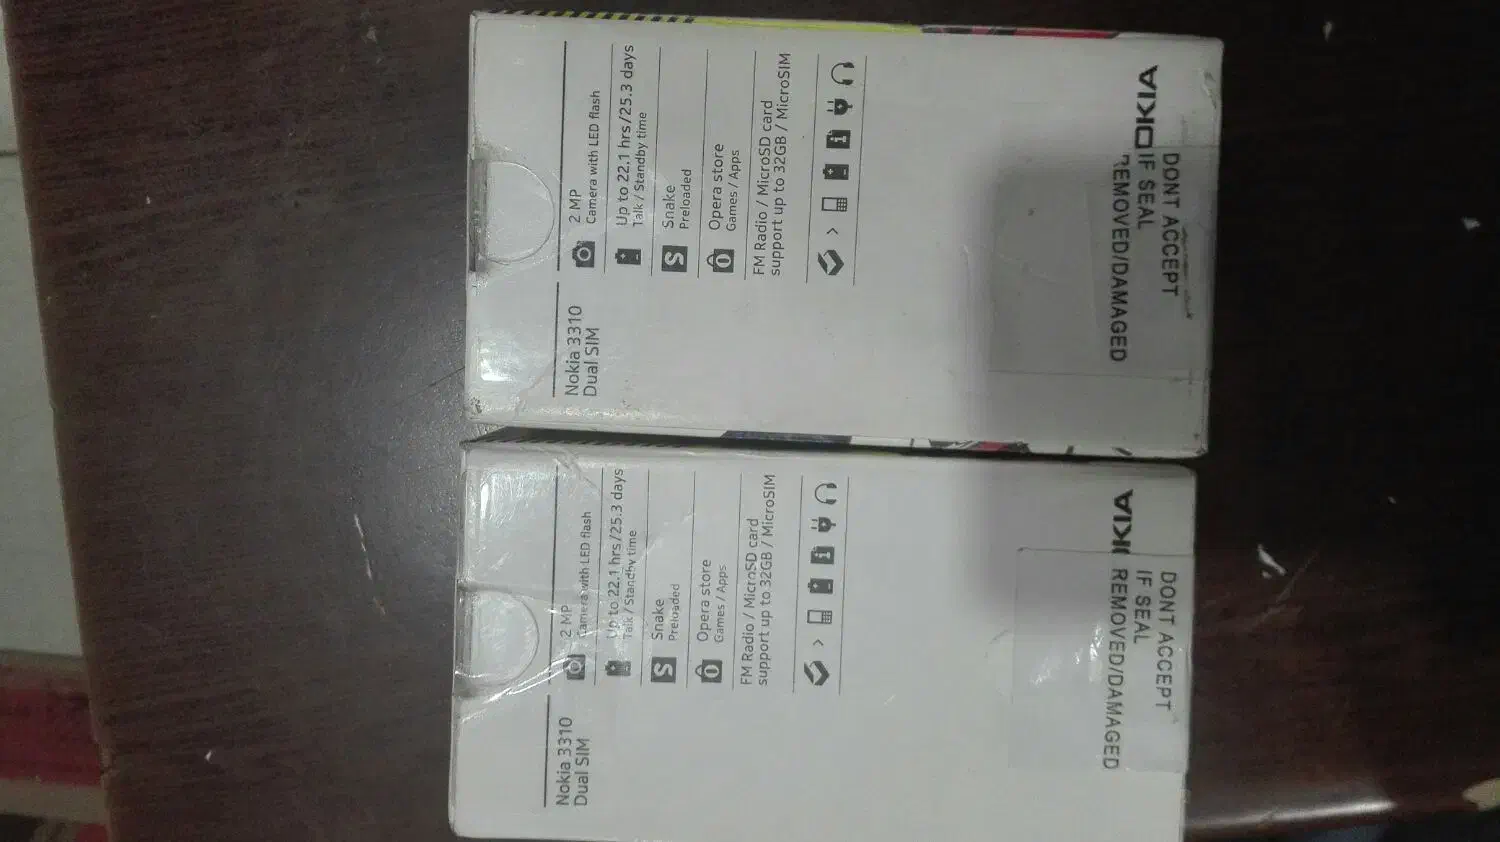 Nokia 3310
Dual SIM
2 MP
Camera with LED flash
Up to 22.1 hrs/25.3 days
Talk / Standby time
Snake
Preloaded
Opera store
Games / Apps
FM Radio / MicroSD card
support up to 32GB / MicroSIM
OKIA
DONT ACCEPT
IF SEAL
REMOVED/DAMAGED
Nokia 3310
Dual SIM
2 MP
Camera with LED flash
Up to 22.1 hrs/25.3 days
Talk / Standby time
Snake
Preloaded
Opera store
Games / Apps
FM Radio / MicroSD card
support up to 32GB / MicroSIM
KIA
DONT ACCEPT
IF SEAL
REMOVED/DAMAGED